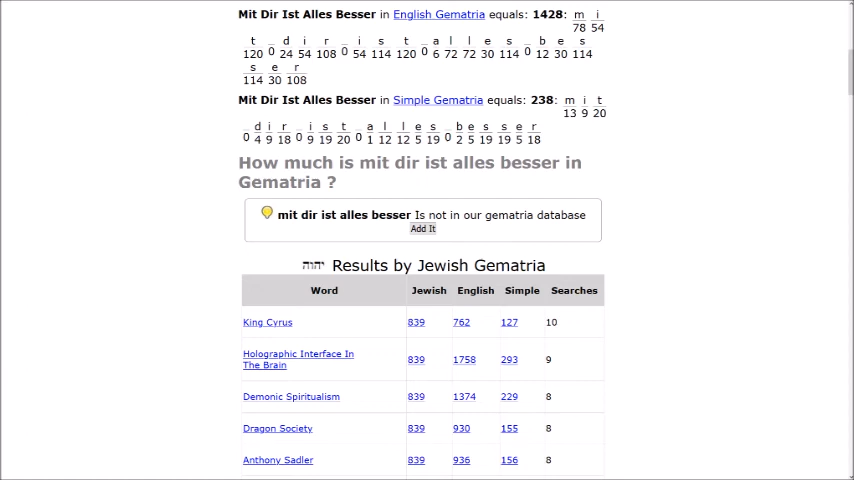 Mit Dir Ist Alles Besser in English Gematria equals: 1428: m i
78 54
t _ d i r _ i s t _ a l l e s _ b e s
120 0 24 54 108 0 54 114 120 0 6 72 72 30 114 0 12 30 114
s e r
114 30 108
Mit Dir Ist Alles Besser in Simple Gematria equals: 238: m i t
13 9 20
_ d i r _ i s t _ a l l e s _ b e s s e r
0 4 9 18 0 9 19 20 0 1 12 12 5 19 0 2 5 19 19 5 18
How much is mit dir ist alles besser in
Gematria ?
mit dir ist alles besser Is not in our gematria database
Add It
יהוה Results by Jewish Gematria
Word Jewish English Simple Searches
King Cyrus 839 762 127 10
Holographic Interface In
The Brain 839 1758 293 9
Demonic Spiritualism 839 1374 229 8
Dragon Society 839 930 155 8
Anthony Sadler 839 936 156 8